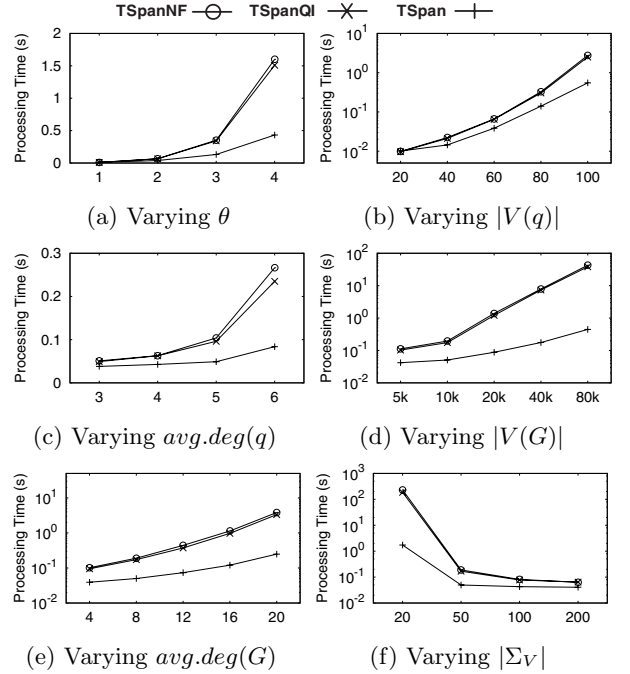 TSpanNF TSpanQI TSpan
Processing Time (s)
2
1.5
1
0.5
0
1 2 3 4
(a) Varying θ
Processing Time (s)
10^1
10^0
10^-1
10^-2
20 40 60 80 100
(b) Varying |V(q)|
Processing Time (s)
0.3
0.2
0.1
0
3 4 5 6
(c) Varying avg.deg(q)
Processing Time (s)
10^2
10^1
10^0
10^-1
10^-2
5k 10k 20k 40k 80k
(d) Varying |V(G)|
Processing Time (s)
10^1
10^0
10^-1
10^-2
4 8 12 16 20
(e) Varying avg.deg(G)
Processing Time (s)
10^3
10^2
10^1
10^0
10^-1
10^-2
20 50 100 200
(f) Varying |Σ_V|